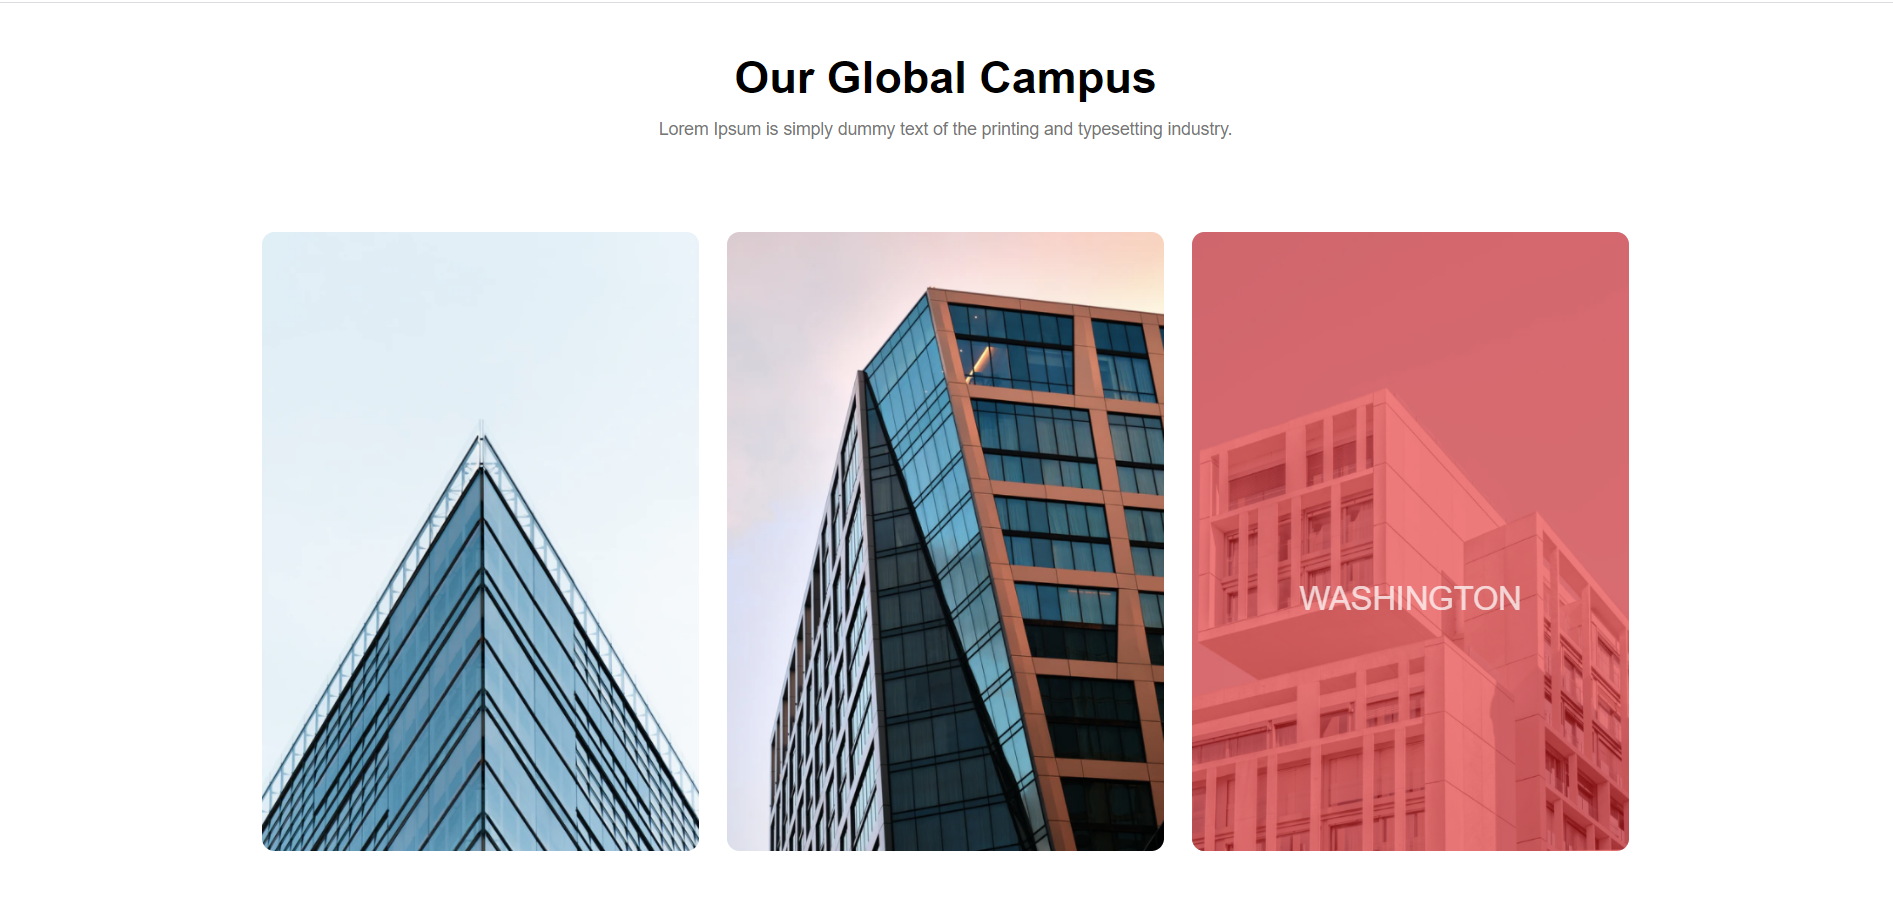 Our Global Campus
Lorem Ipsum is simply dummy text of the printing and typesetting industry.
WASHINGTON